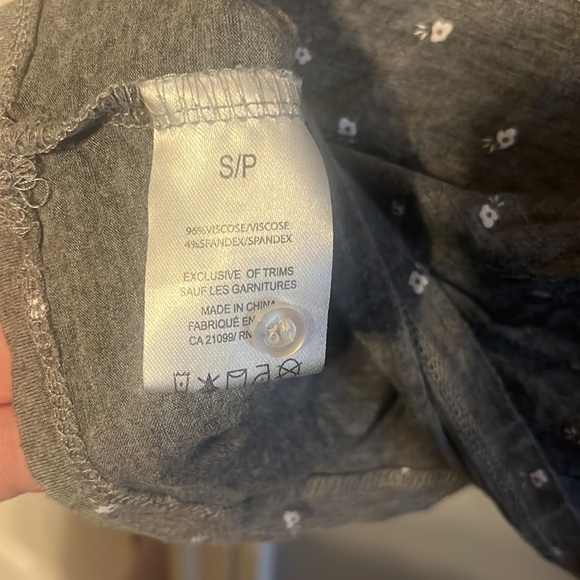 S/P
96%VISCOSE/VISCOSE
4%SPANDEX/SPANDEX
EXCLUSIVE OF TRIMS
SAUF LES GARNITURES
MADE IN CHINA
FABRIQUÉ EN
CA 21099/ RN